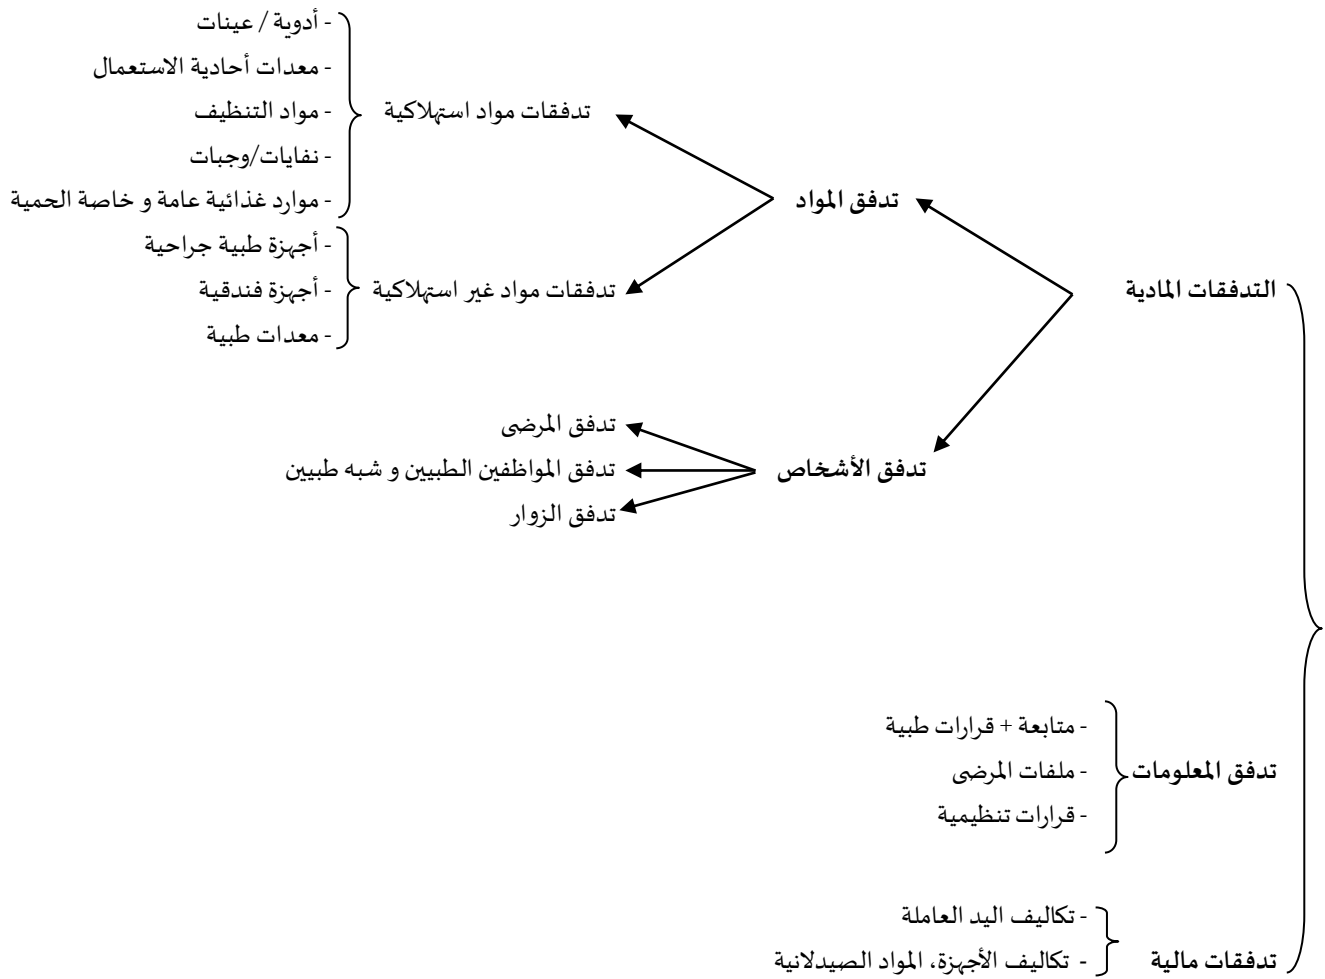 - أدوية / عينات
- معدات أحادية الاستعمال
تدفقات مواد استهلاكية
- مواد التنظيف
- نفايات/وجبات
تدفق المواد
- موارد غذائية عامة و خاصة الحمية
- أجهزة طبية جراحية
التدفقات المادية
تدفقات مواد غير استهلاكية
- أجهزة فندقية
- معدات طبية
تدفق المرضى
تدفق الأشخاص
تدفق المواظفين الطبيين و شبه طبيين
تدفق الزوار
- متابعة + قرارات طبية
تدفق المعلومات
- ملفات المرضى
- قرارات تنظيمية
- تكاليف اليد العاملة
تدفقات مالية
- تكاليف الأجهزة، المواد الصيدلانية